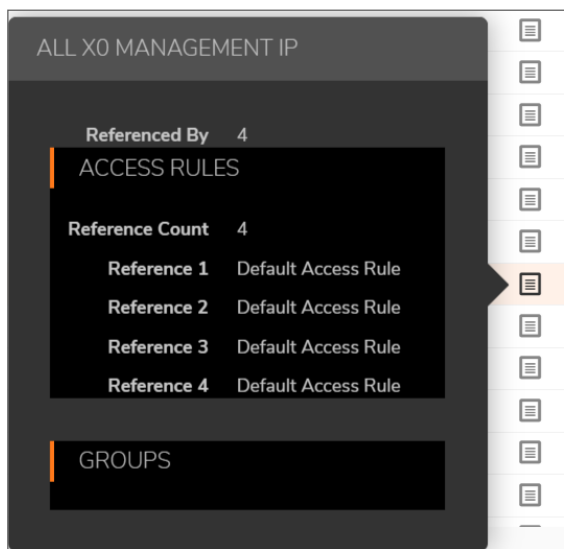 ALL X0 MANAGEMENT IP
Referenced By 4
ACCESS RULES
Reference Count 4
Reference 1 Default Access Rule
Reference 2 Default Access Rule
Reference 3 Default Access Rule
Reference 4 Default Access Rule
GROUPS